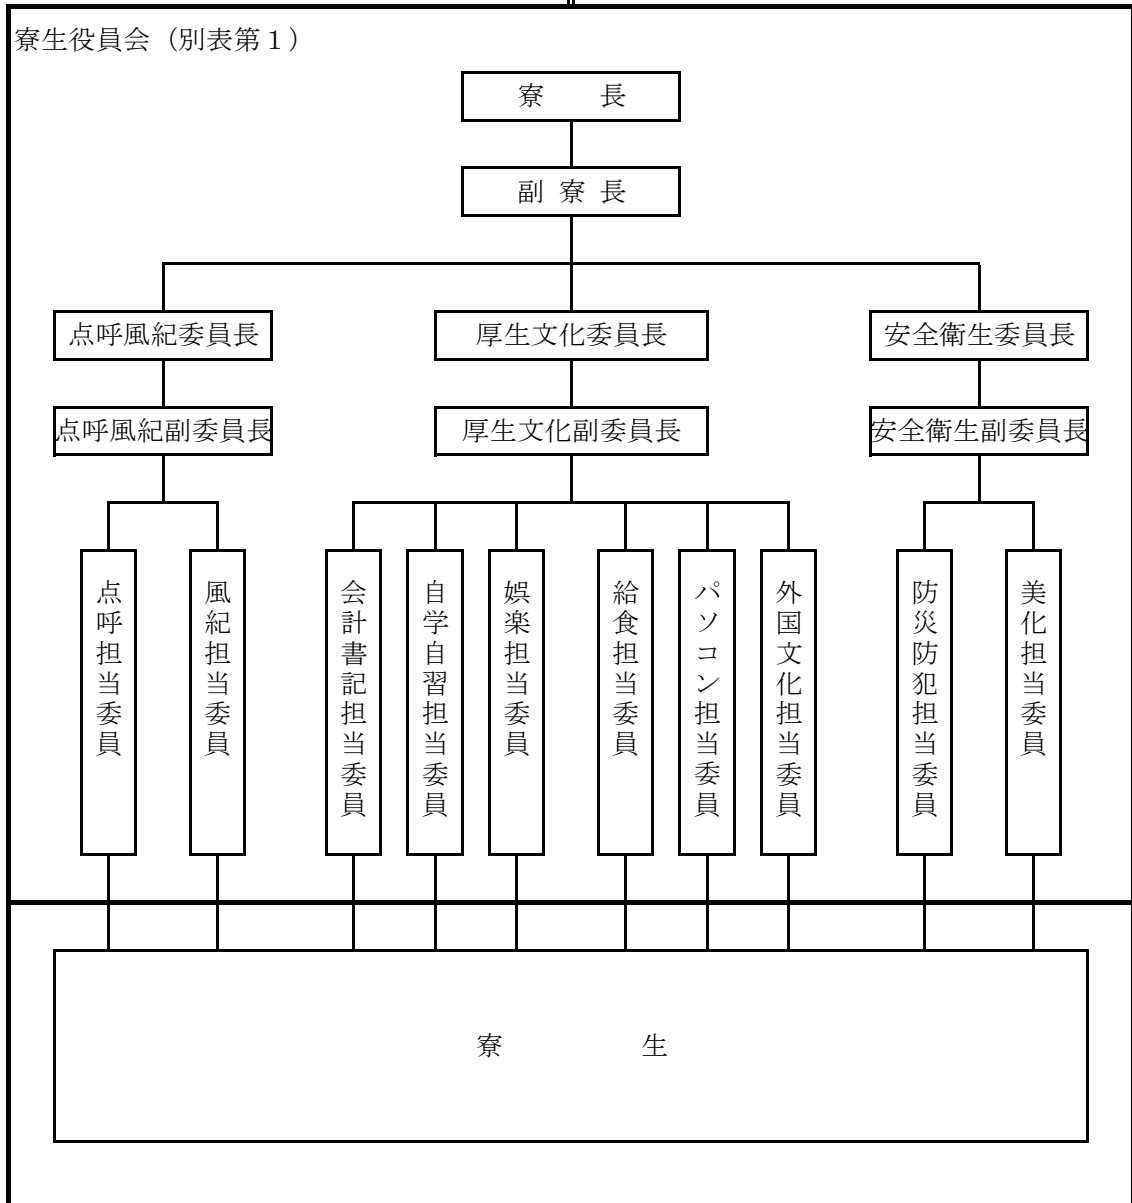 寮生役員会（別表第１）
寮　　長
副 寮 長
点呼風紀委員長
厚生文化委員長
安全衛生委員長
点呼風紀副委員長
厚生文化副委員長
安全衛生副委員長
点呼担当委員
風紀担当委員
会計書記担当委員
自学自習担当委員
娯楽担当委員
給食担当委員
パソコン担当委員
外国文化担当委員
防災防犯担当委員
美化担当委員
寮　　　　　生